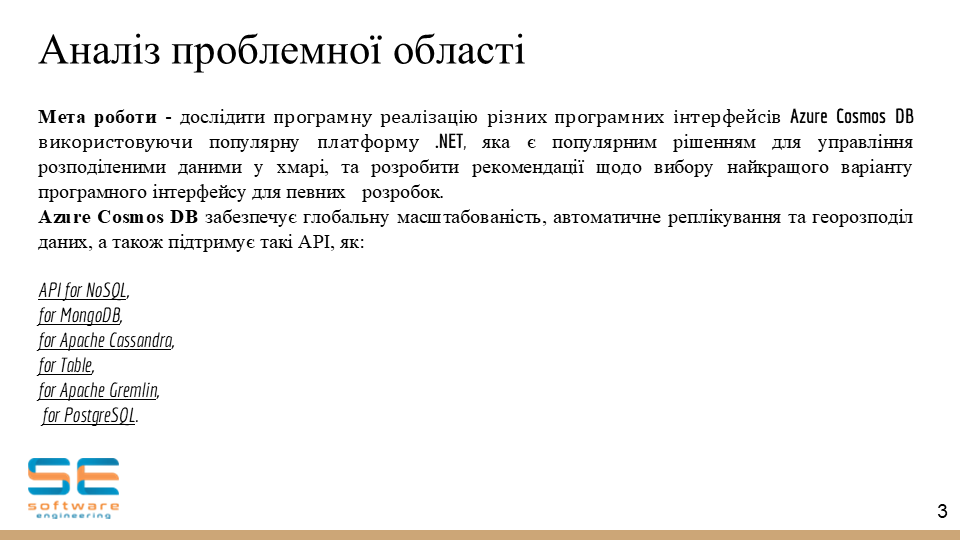 Аналіз проблемної області
Мета роботи - дослідити програмну реалізацію різних програмних інтерфейсів Azure Cosmos DB
використовуючи популярну платформу .NET, яка є популярним рішенням для управління
розподіленими даними у хмарі, та розробити рекомендації щодо вибору найкращого варіанту
програмного інтерфейсу для певних розробок.
Azure Cosmos DB забезпечує глобальну масштабованість, автоматичне реплікування та георозподіл
даних, а також підтримує такі API, як:
API for NoSQL,
for MongoDB,
for Apache Cassandra,
for Table,
for Apache Gremlin,
for PostgreSQL.
SE
software
engineering
3